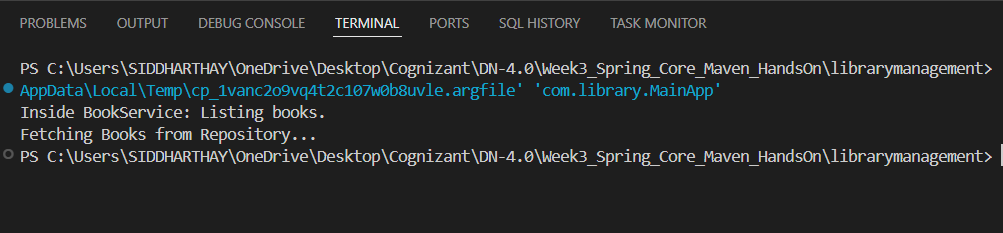 PROBLEMS OUTPUT DEBUG CONSOLE TERMINAL PORTS SQL HISTORY TASK MONITOR
PS C:\Users\SIDDHARTHAY\OneDrive\Desktop\Cognizant\DN-4.0\Week3_Spring_Core_Maven_HandsOn\librarymanagement>
AppData\Local\Temp\cp_1vanc2o9vq4t2c107w0b8uvle.argfile' 'com.library.MainApp'
Inside BookService: Listing books.
Fetching Books from Repository...
PS C:\Users\SIDDHARTHAY\OneDrive\Desktop\Cognizant\DN-4.0\Week3_Spring_Core_Maven_HandsOn\librarymanagement>